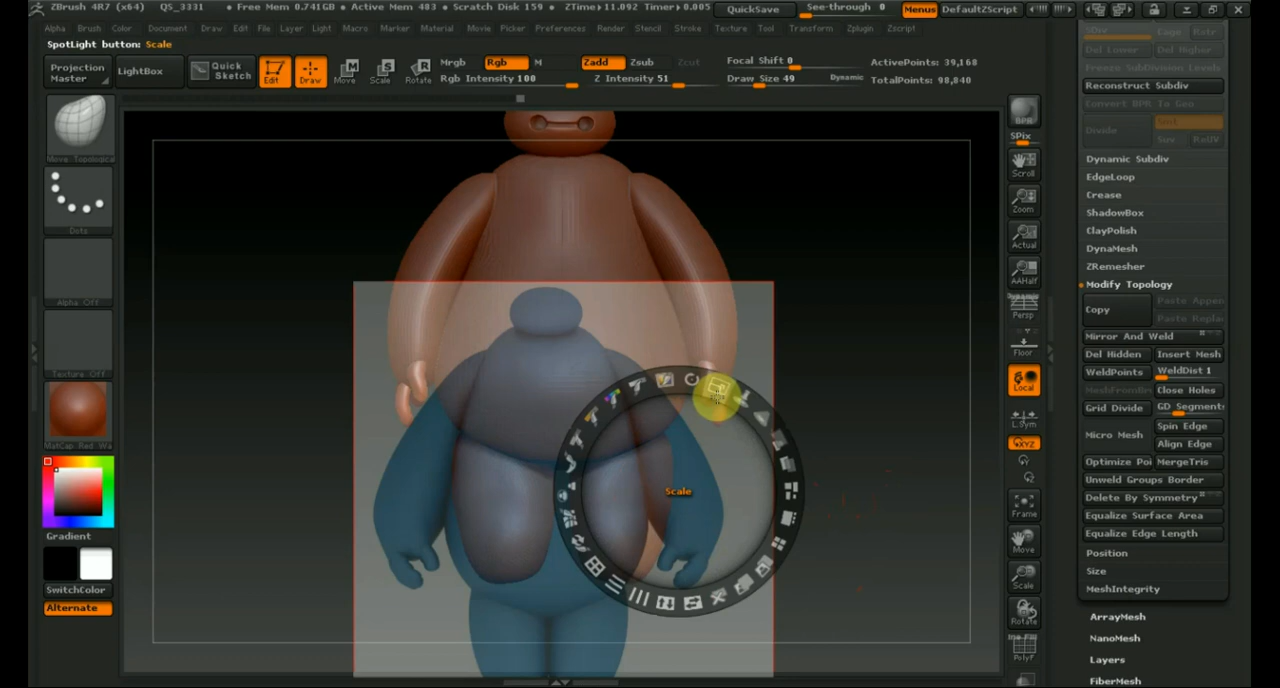 ZBrush 4R7 (x64) QS_3331 • Free Mem 0.741GB • Active Mem 483 • Scratch Disk 159 • ZTime▸11.092 Timer▸0.005 QuickSave See-through 0 Menus DefaultZScript
Alpha Brush Color Document Draw Edit File Layer Light Macro Marker Material Movie Picker Preferences Render Stencil Stroke Texture Tool Transform Zplugin Zscript
SpotLight button: Scale
Projection Master
LightBox
Quick Sketch
Edit
Draw
Move
Scale
Rotate
Mrgb Rgb M
Rgb Intensity 100
Zadd Zsub Zcut
Z Intensity 51
Focal Shift 0
Draw Size 49 Dynamic
ActivePoints: 39,168
TotalPoints: 98,840
Move Topological
Dots
Alpha Off
Texture Off
MatCap Red Wa
Gradient
SwitchColor
Alternate
Scale
BPR
SPix
Scroll
Zoom
Actual
AAHalf
Dynamic
Persp
Floor
Local
L.Sym
XYZ
Frame
Move
Scale
Rotate
PolyF
SDiv Cage Rstr
Del Lower Del Higher
Freeze SubDivision Levels
Reconstruct Subdiv
Convert BPR To Geo
Divide
Smt
Suv ReUV
Dynamic Subdiv
EdgeLoop
Crease
ShadowBox
ClayPolish
DynaMesh
ZRemesher
Modify Topology
Copy
Paste Appen
Paste Repla
Mirror And Weld
Del Hidden Insert Mesh
WeldPoints WeldDist 1
MeshFromBr Close Holes
Grid Divide GD Segments
Micro Mesh
Spin Edge
Align Edge
Optimize Poi MergeTris
Unweld Groups Border
Delete By Symmetry
Equalize Surface Area
Equalize Edge Length
Position
Size
MeshIntegrity
ArrayMesh
NanoMesh
Layers
FiberMesh